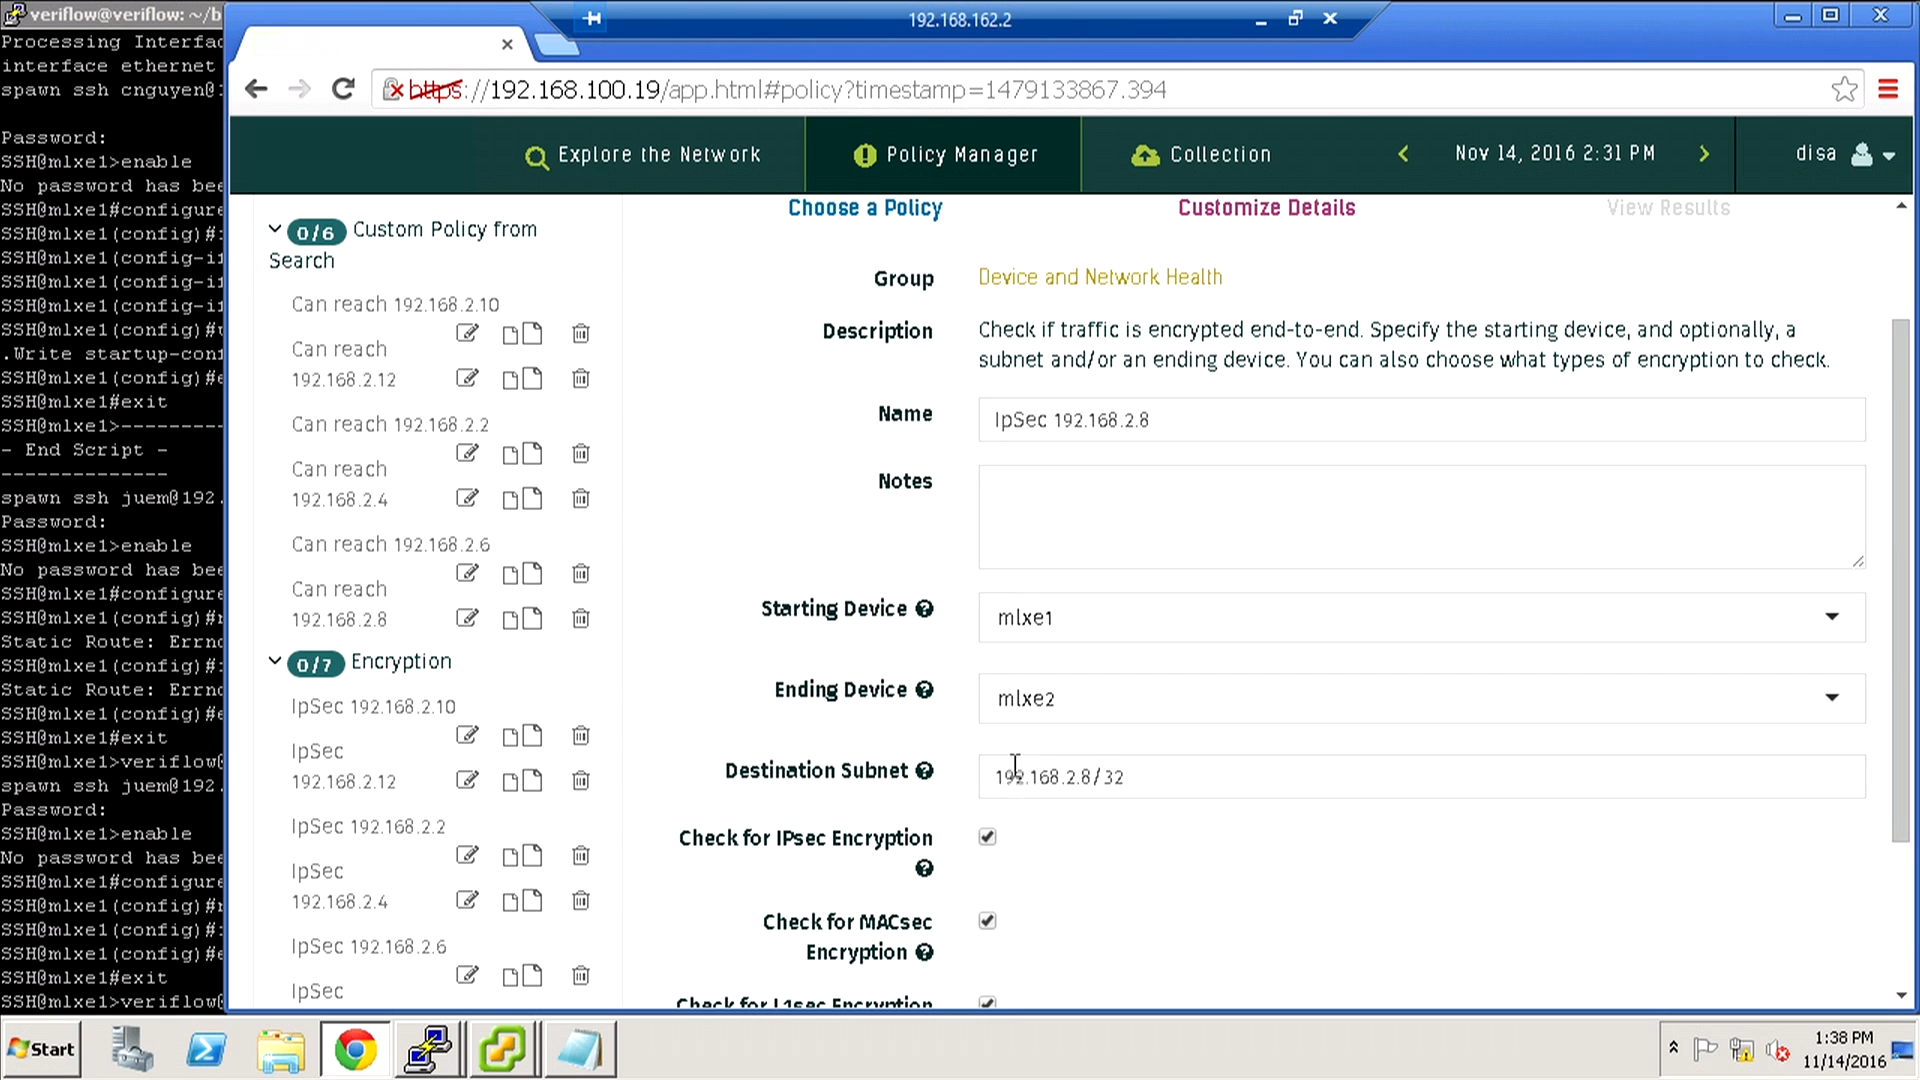 veriflow@veriflow: ~/b
Processing Interfac
interface ethernet
spawn ssh cnguyen@
Password:
SSH@mlxe1>enable
No password has bee
SSH@mlxe1#configure
SSH@mlxe1(config)#
SSH@mlxe1(config-i
SSH@mlxe1(config-i
SSH@mlxe1(config-i
SSH@mlxe1(config)#
.Write startup-con
SSH@mlxe1(config)#e
SSH@mlxe1#exit
SSH@mlxe1>---------
- End Script -
--------------
spawn ssh juem@192.
Password:
SSH@mlxe1>enable
No password has bee
SSH@mlxe1#configure
SSH@mlxe1(config)#
Static Route: Errno
SSH@mlxe1(config)#
Static Route: Errno
SSH@mlxe1(config)#e
SSH@mlxe1#exit
SSH@mlxe1>veriflow@
spawn ssh juem@192.
Password:
SSH@mlxe1>enable
No password has bee
SSH@mlxe1#configure
SSH@mlxe1(config)#
SSH@mlxe1(config)#
SSH@mlxe1(config)#e
SSH@mlxe1#exit
SSH@mlxe1>veriflow@
192.168.162.2
https://192.168.100.19/app.html#policy?timestamp=1479133867.394
Explore the Network
Policy Manager
Collection
Nov 14, 2016 2:31 PM
disa
0/6 Custom Policy from
Search
Can reach 192.168.2.10
Can reach
192.168.2.12
Can reach 192.168.2.2
Can reach
192.168.2.4
Can reach 192.168.2.6
Can reach
192.168.2.8
0/7 Encryption
IpSec 192.168.2.10
IpSec
192.168.2.12
IpSec 192.168.2.2
IpSec
192.168.2.4
IpSec 192.168.2.6
IpSec
Choose a Policy
Customize Details
View Results
Group
Device and Network Health
Description
Check if traffic is encrypted end-to-end. Specify the starting device, and optionally, a
subnet and/or an ending device. You can also choose what types of encryption to check.
Name
IpSec 192.168.2.8
Notes
Starting Device
mlxe1
Ending Device
mlxe2
Destination Subnet
192.168.2.8/32
Check for IPsec Encryption
Check for MACsec
Encryption
Check for L1sec Encryption
Start
1:38 PM
11/14/2016